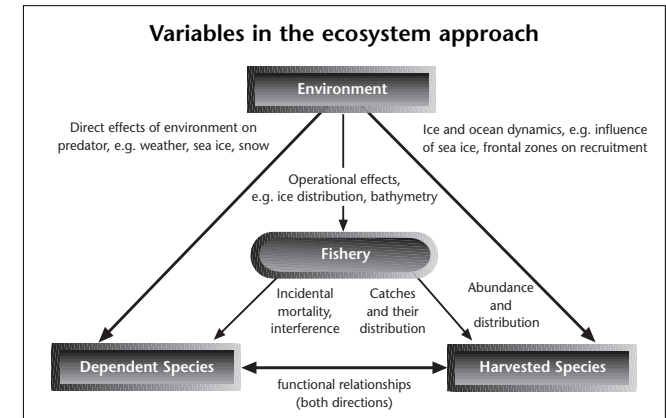 Variables in the ecosystem approach
Environment
Direct effects of environment on
predator, e.g. weather, sea ice, snow
Ice and ocean dynamics, e.g. influence
of sea ice, frontal zones on recruitment
Operational effects,
e.g. ice distribution, bathymetry
Fishery
Incidental
mortality,
interference
Catches
and their
distribution
Abundance
and
distribution
Dependent Species
Harvested Species
functional relationships
(both directions)